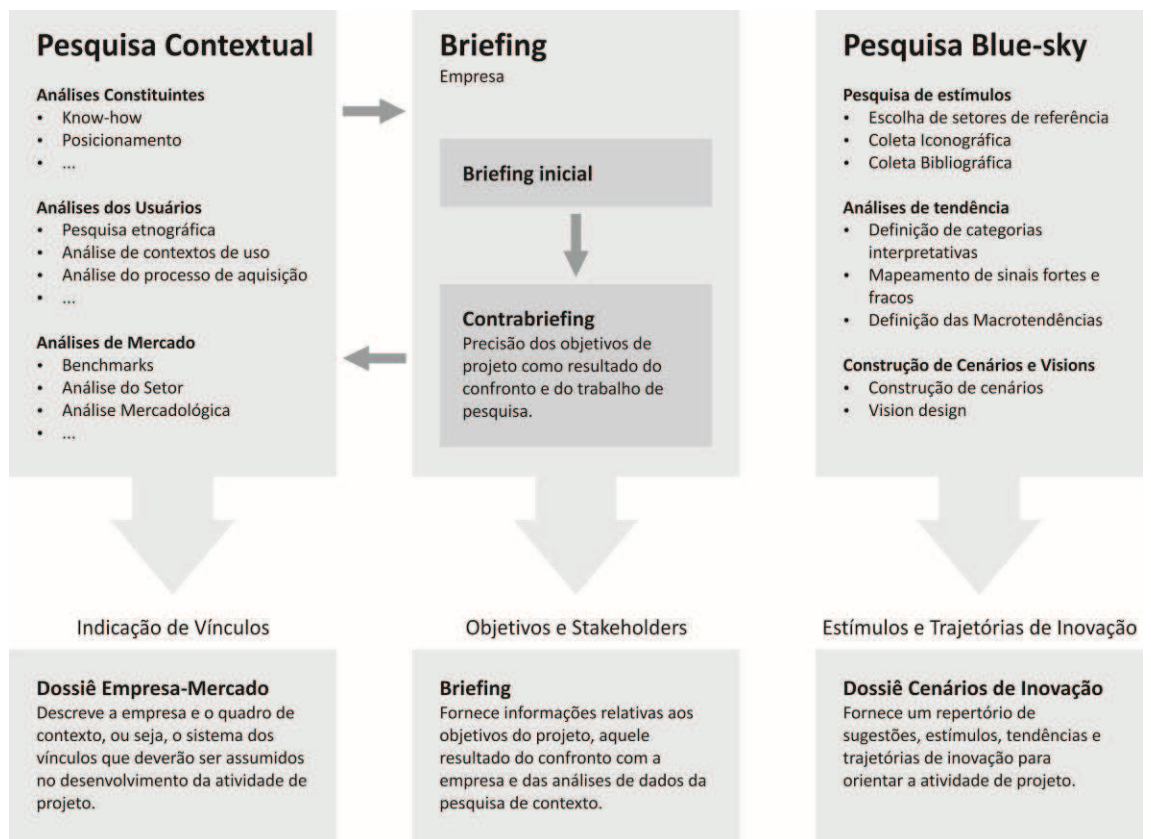 Pesquisa Contextual
Análises Constituintes
• Know-how
• Posicionamento
• ...
Análises dos Usuários
• Pesquisa etnográfica
• Análise de contextos de uso
• Análise do processo de aquisição
• ...
Análises de Mercado
• Benchmarks
• Análise do Setor
• Análise Mercadológica
• ...
Briefing
Empresa
Briefing inicial
Contrabriefing
Precisão dos objetivos de
projeto como resultado do
confronto e do trabalho de
pesquisa.
Pesquisa Blue-sky
Pesquisa de estímulos
• Escolha de setores de referência
• Coleta Iconográfica
• Coleta Bibliográfica
Análises de tendência
• Definição de categorias
interpretativas
• Mapeamento de sinais fortes e
fracos
• Definição das Macrotendências
Construção de Cenários e Visions
• Construção de cenários
• Vision design
Indicação de Vínculos
Dossiê Empresa-Mercado
Descreve a empresa e o quadro de
contexto, ou seja, o sistema dos
vínculos que deverão ser assumidos
no desenvolvimento da atividade de
projeto.
Objetivos e Stakeholders
Briefing
Fornece informações relativas aos
objetivos do projeto, aquele
resultado do confronto com a
empresa e das análises de dados da
pesquisa de contexto.
Estímulos e Trajetórias de Inovação
Dossiê Cenários de Inovação
Fornece um repertório de
sugestões, estímulos, tendências e
trajetórias de inovação para
orientar a atividade de projeto.